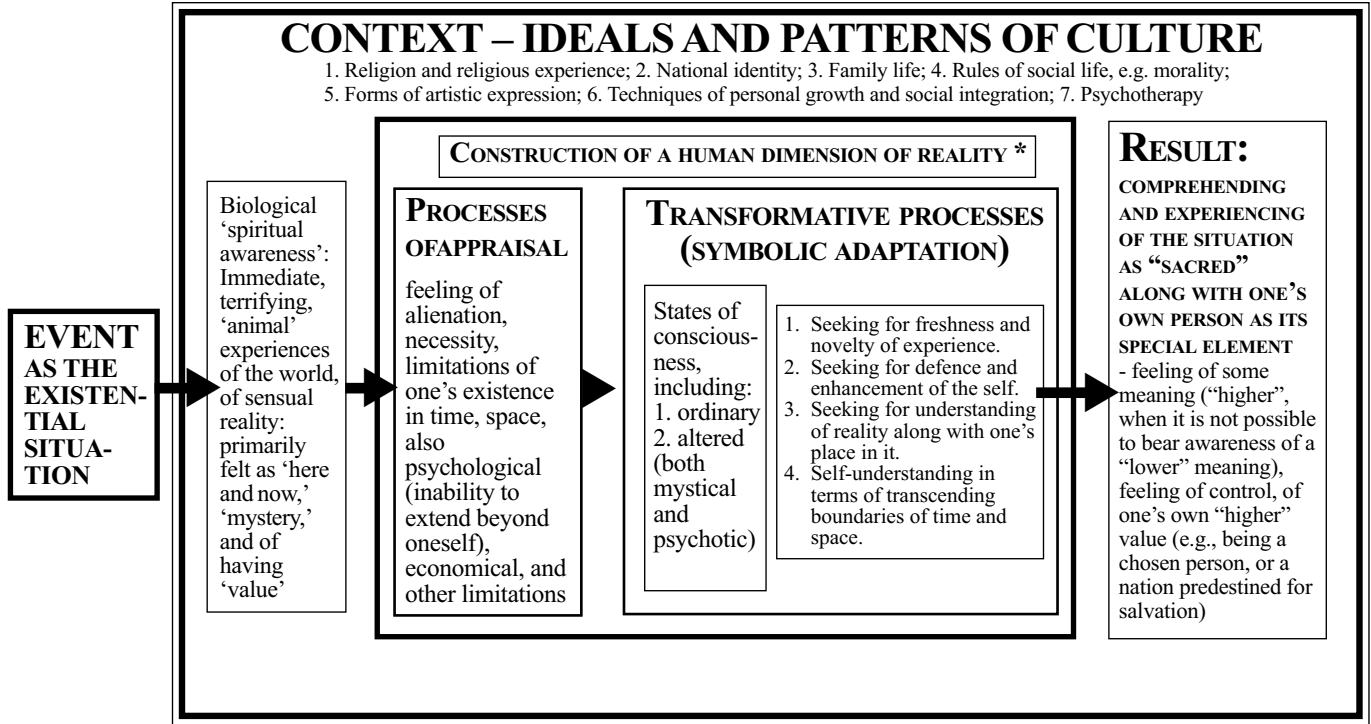 CONTEXT – IDEALS AND PATTERNS OF CULTURE
1. Religion and religious experience; 2. National identity; 3. Family life; 4. Rules of social life, e.g. morality;
5. Forms of artistic expression; 6. Techniques of personal growth and social integration; 7. Psychotherapy
EVENT
AS THE
EXISTEN-
TIAL
SITUA-
TION
Biological
‘spiritual
awareness’:
Immediate,
terrifying,
‘animal’
experiences
of the world,
of sensual
reality:
primarily
felt as ‘here
and now,’
‘mystery,’
and of
having
‘value’
CONSTRUCTION OF A HUMAN DIMENSION OF REALITY *
PROCESSES
OFAPPRAISAL
feeling of
alienation,
necessity,
limitations of
one’s existence
in time, space,
also
psychological
(inability to
extend beyond
oneself),
economical, and
other limitations
TRANSFORMATIVE PROCESSES
(SYMBOLIC ADAPTATION)
States of
conscious-
ness,
including:
1. ordinary
2. altered
(both
mystical
and
psychotic)
1. Seeking for freshness and
novelty of experience.
2. Seeking for defence and
enhancement of the self.
3. Seeking for understanding
of reality along with one’s
place in it.
4. Self-understanding in
terms of transcending
boundaries of time and
space.
RESULT:
COMPREHENDING
AND EXPERIENCING
OF THE SITUATION
AS “SACRED”
ALONG WITH ONE’S
OWN PERSON AS ITS
SPECIAL ELEMENT
- feeling of some
meaning (“higher”,
when it is not possible
to bear awareness of a
“lower” meaning),
feeling of control, of
one’s own “higher”
value (e.g., being a
chosen person, or a
nation predestined for
salvation)